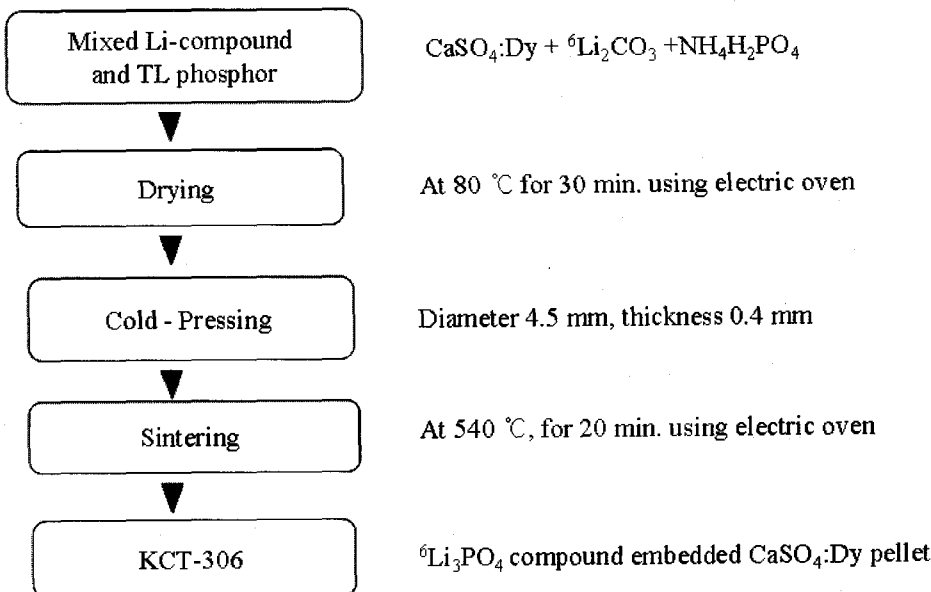 Mixed Li-compound
and TL phosphor
CaSO₄:Dy + ⁶Li₂CO₃ +NH₄H₂PO₄
Drying
At 80 ℃ for 30 min. using electric oven
Cold - Pressing
Diameter 4.5 mm, thickness 0.4 mm
Sintering
At 540 ℃, for 20 min. using electric oven
KCT-306
⁶Li₃PO₄ compound embedded CaSO₄:Dy pellet